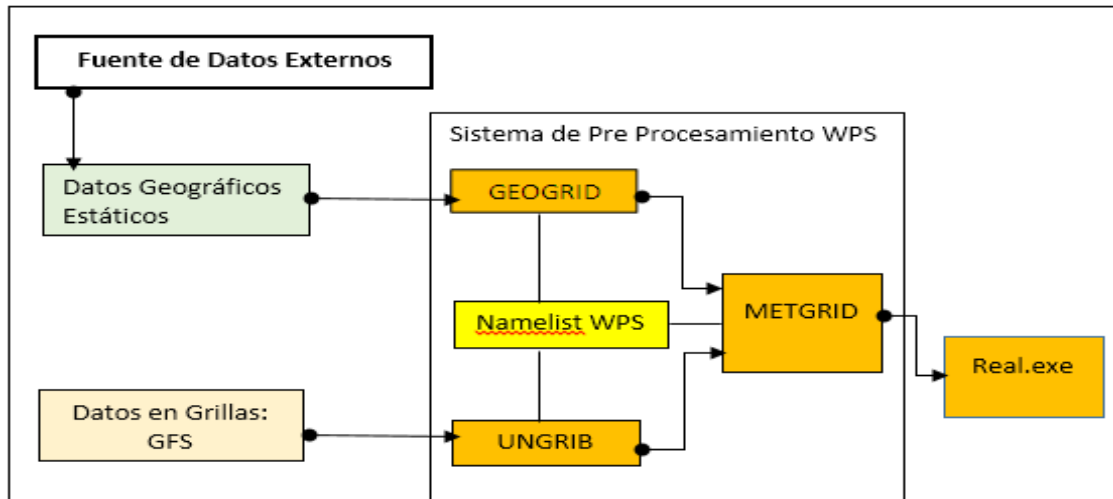 Fuente de Datos Externos
Sistema de Pre Procesamiento WPS
Datos Geográficos
Estáticos
GEOGRID
Namelist WPS
METGRID
Real.exe
Datos en Grillas:
GFS
UNGRIB